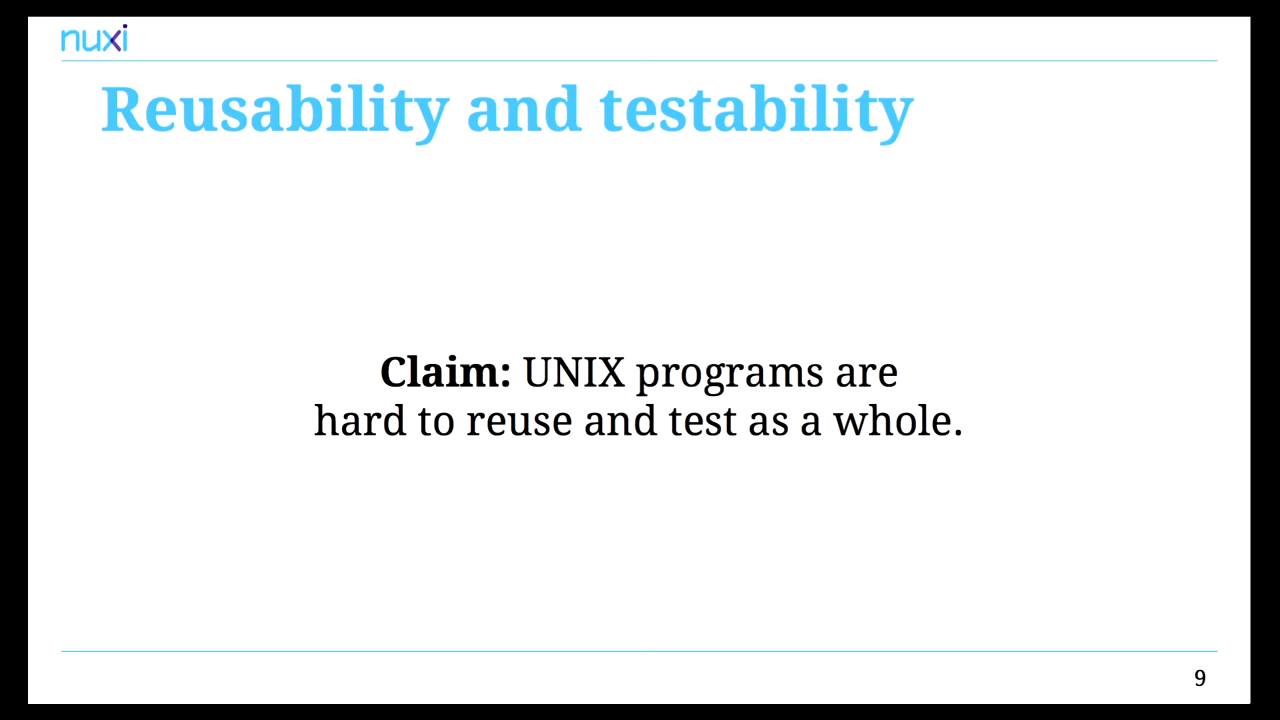 nuxi
Reusability and testability
Claim: UNIX programs are
hard to reuse and test as a whole.
9